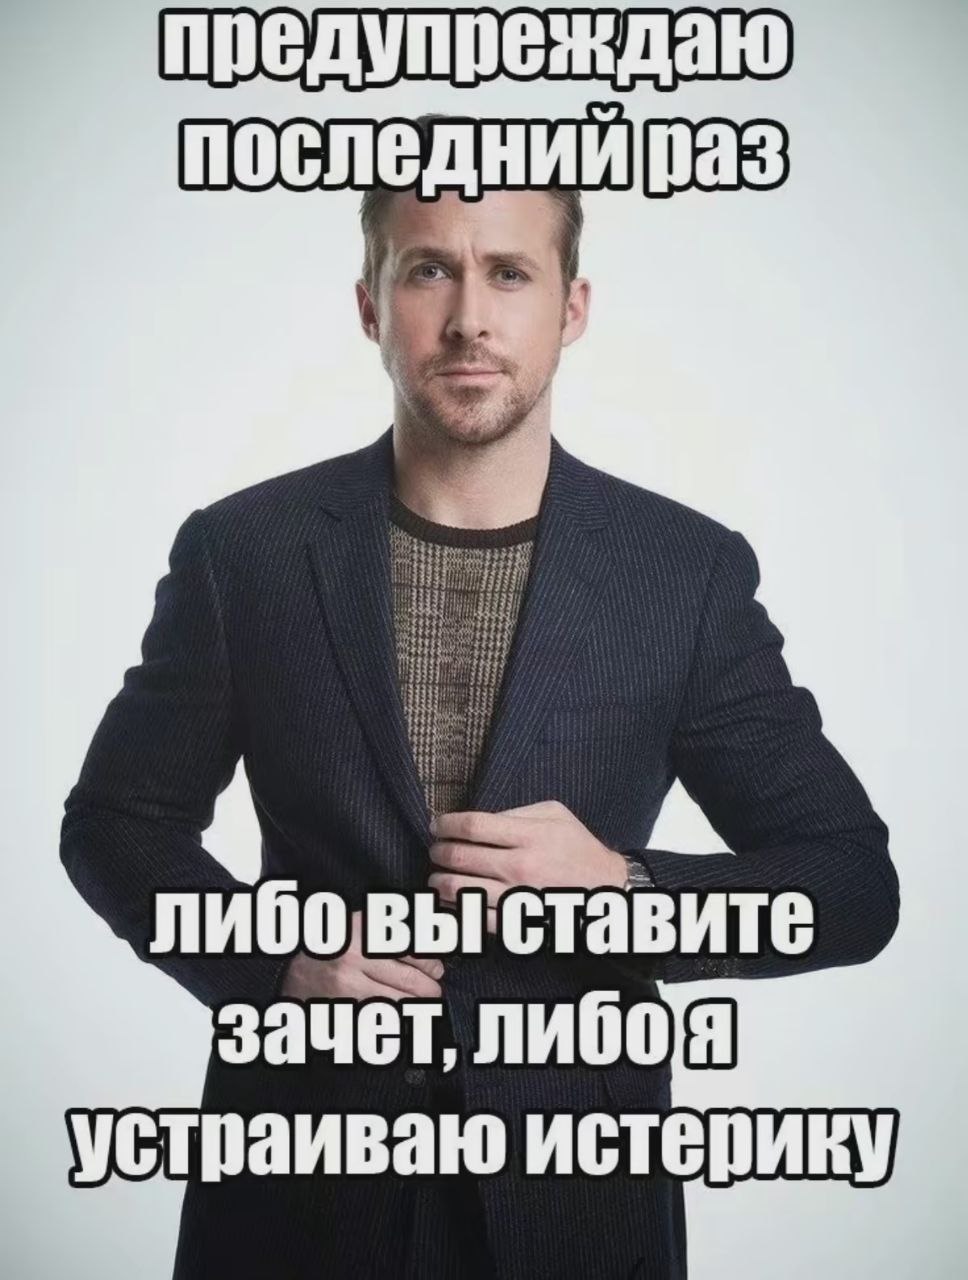 предупреждаю
последний раз
либо вы ставите
зачет, либо я
устраиваю истерику